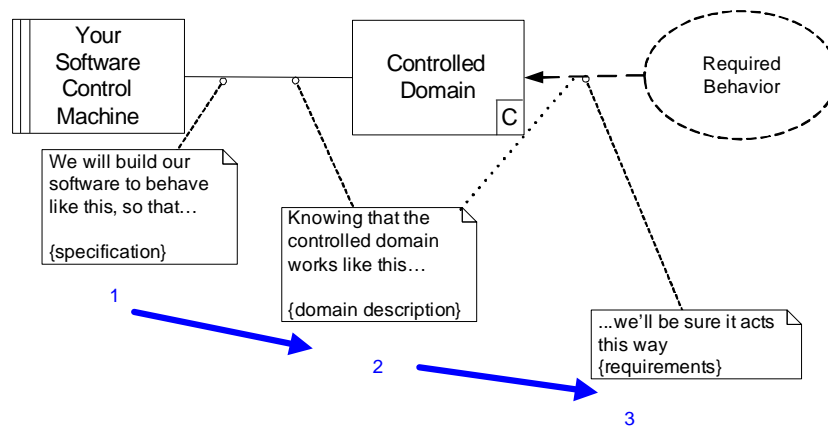 Your
Software
Control
Machine
Controlled
Domain
C
Required
Behavior
We will build our
software to behave
like this, so that…
{specification}
Knowing that the
controlled domain
works like this…
{domain description}
...we'll be sure it acts
this way
{requirements}
1
2
3